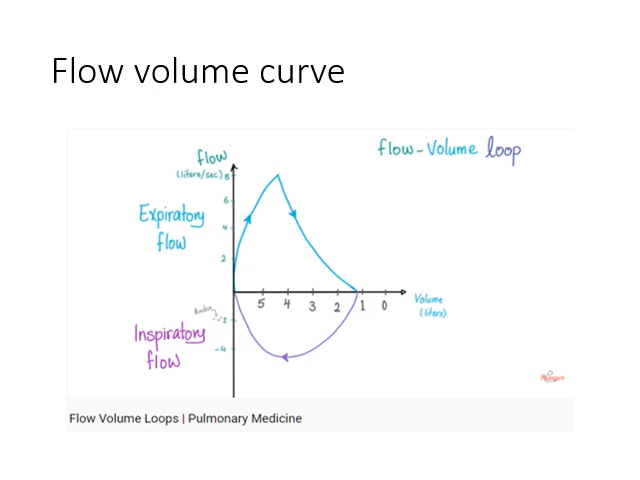 Flow volume curve
flow - Volume loop
flow
(liters/sec) 8
6
Expiratory
flow
4
2
5 4 3 2 1 0
Volume
(liters)
-2
Inspiratory
flow
-4
Flow Volume Loops | Pulmonary Medicine